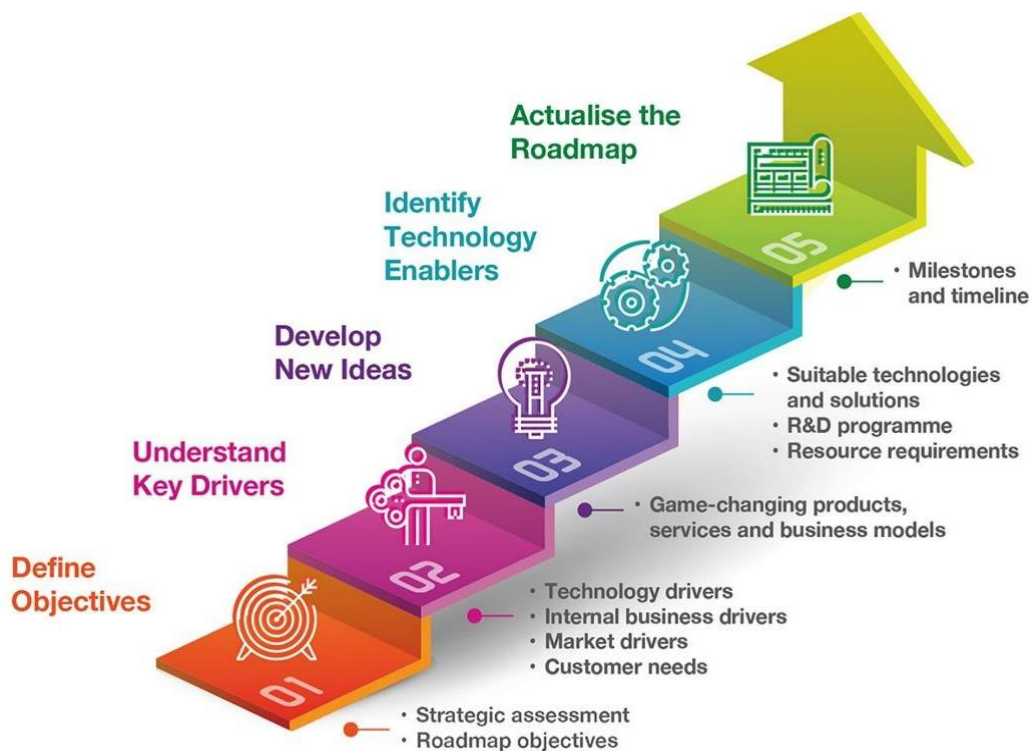 Actualise the
Roadmap
05
• Milestones
and timeline
Identify
Technology
Enablers
04
• Suitable technologies
and solutions
• R&D programme
• Resource requirements
Develop
New Ideas
03
• Game-changing products,
services and business models
Understand
Key Drivers
02
• Technology drivers
• Internal business drivers
• Market drivers
• Customer needs
Define
Objectives
01
• Strategic assessment
• Roadmap objectives